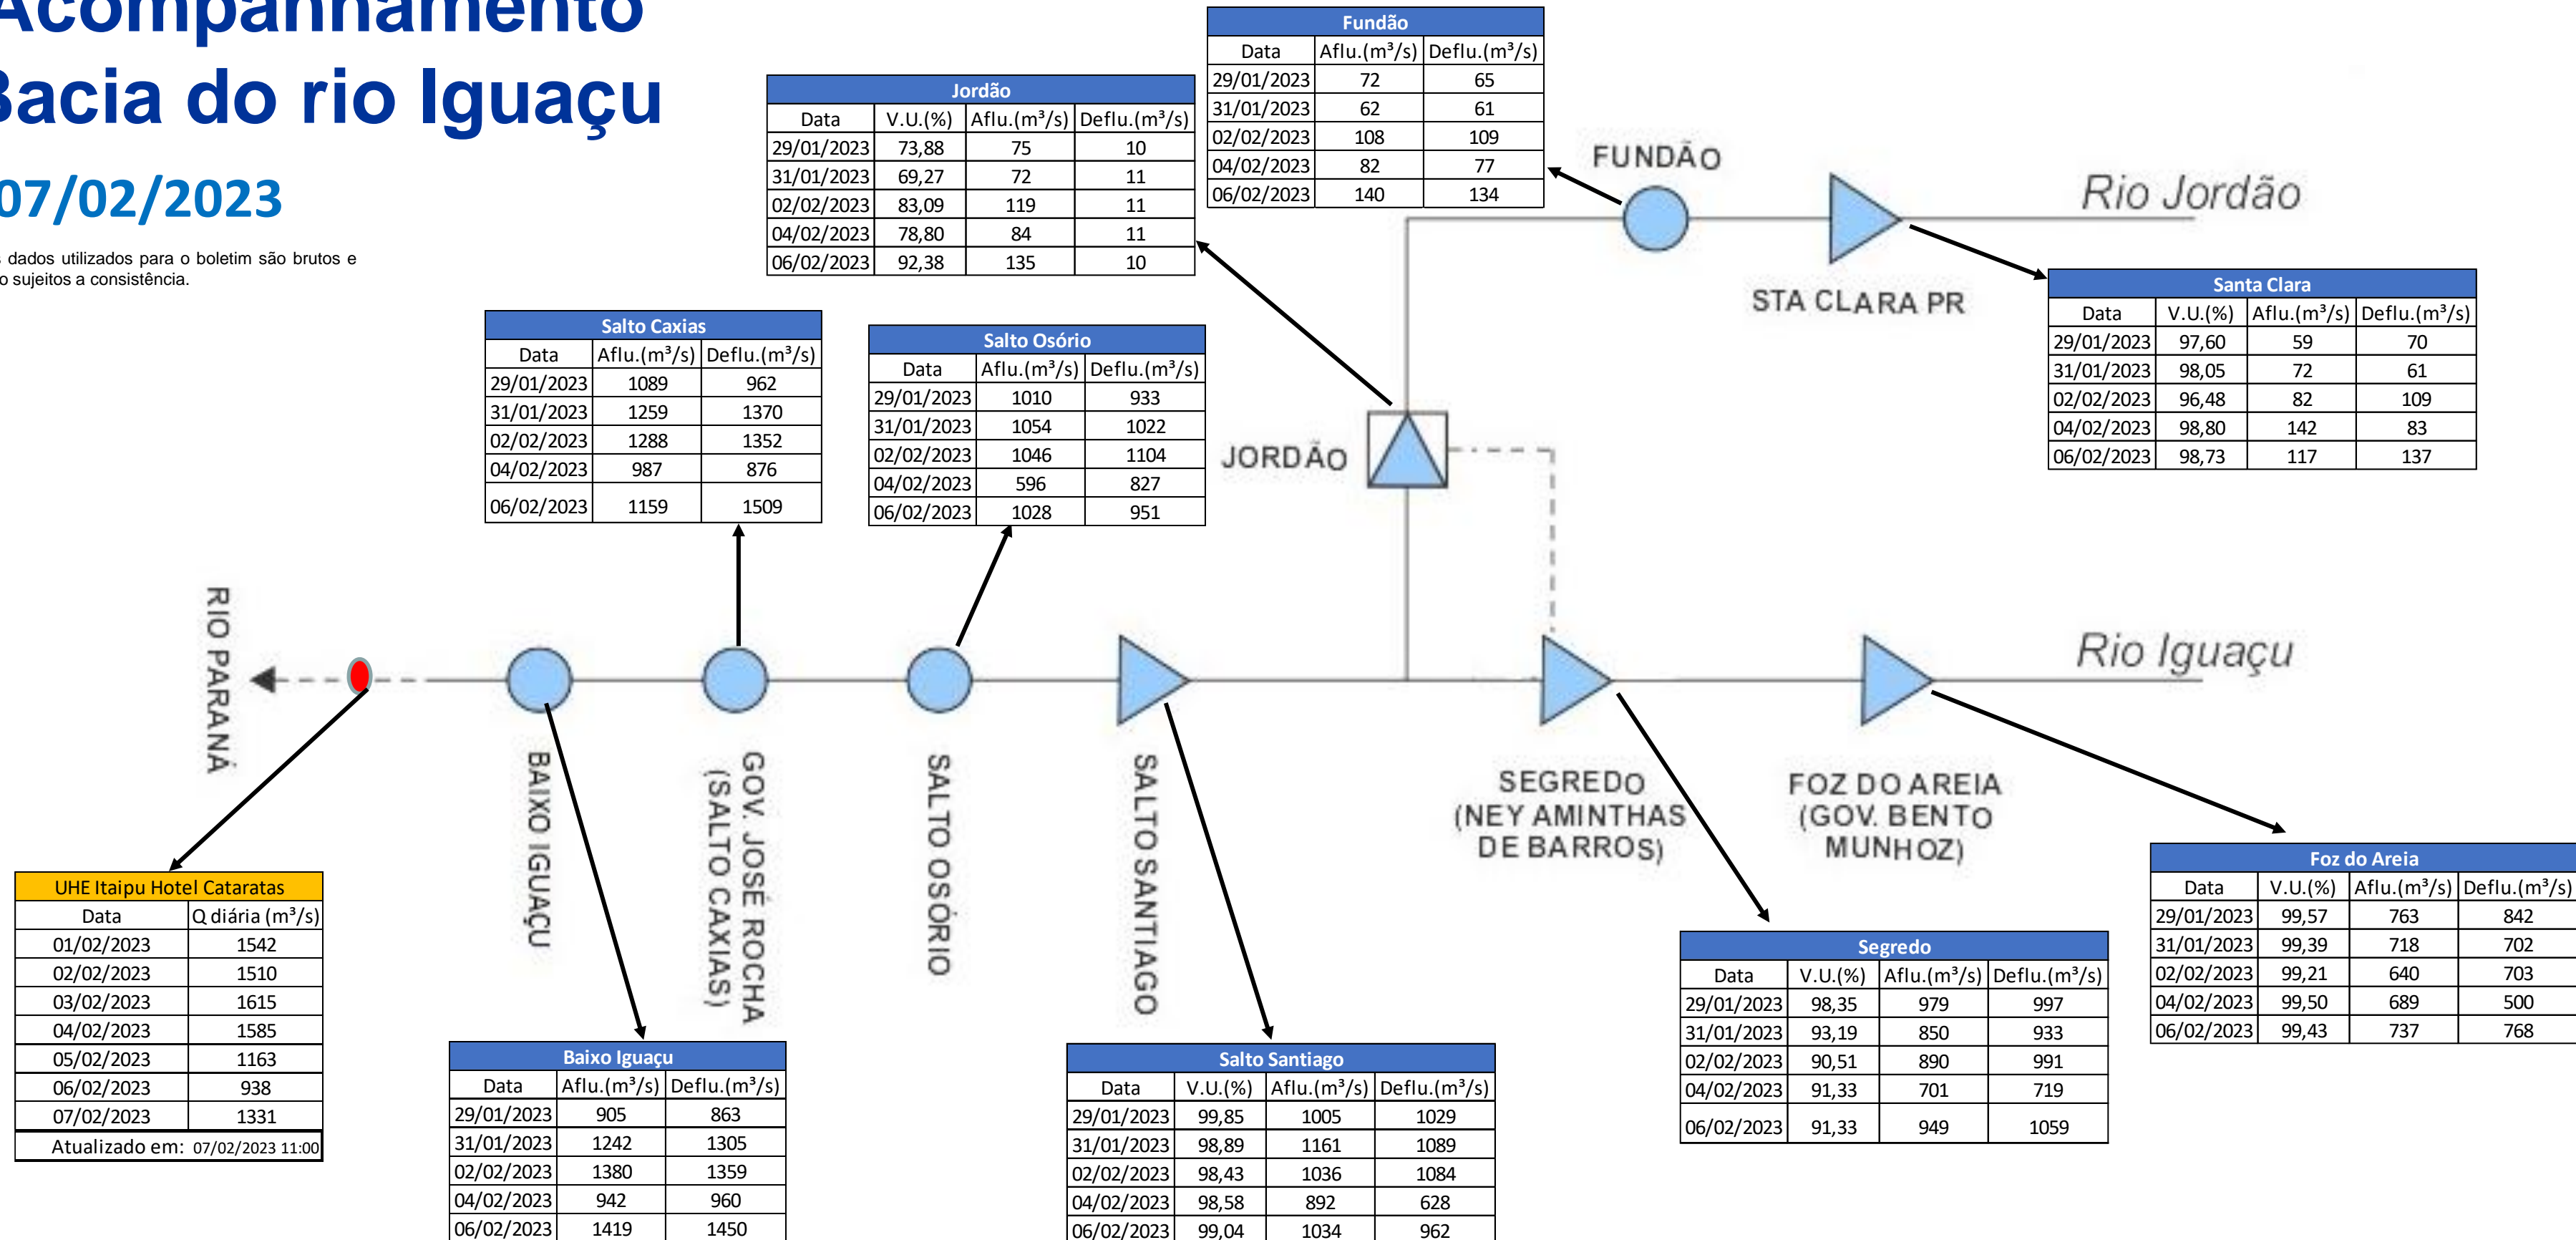 Acompanhamento
Bacia do rio Iguaçu
07/02/2023
s dados utilizados para o boletim são brutos e
o sujeitos a consistência.
Jordão
Data V.U.(%) Aflu.(m³/s) Deflu.(m³/s)
29/01/2023 73,88 75 10
31/01/2023 69,27 72 11
02/02/2023 83,09 119 11
04/02/2023 78,80 84 11
06/02/2023 92,38 135 10
Fundão
Data Aflu.(m³/s) Deflu.(m³/s)
29/01/2023 72 65
31/01/2023 62 61
02/02/2023 108 109
04/02/2023 82 77
06/02/2023 140 134
FUNDÃO
Rio Jordão
STA CLARA PR
Santa Clara
Data V.U.(%) Aflu.(m³/s) Deflu.(m³/s)
29/01/2023 97,60 59 70
31/01/2023 98,05 72 61
02/02/2023 96,48 82 109
04/02/2023 98,80 142 83
06/02/2023 98,73 117 137
Salto Caxias
Data Aflu.(m³/s) Deflu.(m³/s)
29/01/2023 1089 962
31/01/2023 1259 1370
02/02/2023 1288 1352
04/02/2023 987 876
06/02/2023 1159 1509
Salto Osório
Data Aflu.(m³/s) Deflu.(m³/s)
29/01/2023 1010 933
31/01/2023 1054 1022
02/02/2023 1046 1104
04/02/2023 596 827
06/02/2023 1028 951
JORDÃO
RIO PARANÁ
Rio Iguaçu
BAIXO IGUAÇU
GOV. JOSÉ ROCHA
(SALTO CAXIAS)
SALTO OSÓRIO
SALTO SANTIAGO
SEGREDO
(NEY AMINTHAS
DE BARROS)
FOZ DO AREIA
(GOV. BENTO
MUNHOZ)
UHE Itaipu Hotel Cataratas
Data Q diária (m³/s)
01/02/2023 1542
02/02/2023 1510
03/02/2023 1615
04/02/2023 1585
05/02/2023 1163
06/02/2023 938
07/02/2023 1331
Atualizado em: 07/02/2023 11:00
Baixo Iguaçu
Data Aflu.(m³/s) Deflu.(m³/s)
29/01/2023 905 863
31/01/2023 1242 1305
02/02/2023 1380 1359
04/02/2023 942 960
06/02/2023 1419 1450
Salto Santiago
Data V.U.(%) Aflu.(m³/s) Deflu.(m³/s)
29/01/2023 99,85 1005 1029
31/01/2023 98,89 1161 1089
02/02/2023 98,43 1036 1084
04/02/2023 98,58 892 628
06/02/2023 99,04 1034 962
Segredo
Data V.U.(%) Aflu.(m³/s) Deflu.(m³/s)
29/01/2023 98,35 979 997
31/01/2023 93,19 850 933
02/02/2023 90,51 890 991
04/02/2023 91,33 701 719
06/02/2023 91,33 949 1059
Foz do Areia
Data V.U.(%) Aflu.(m³/s) Deflu.(m³/s)
29/01/2023 99,57 763 842
31/01/2023 99,39 718 702
02/02/2023 99,21 640 703
04/02/2023 99,50 689 500
06/02/2023 99,43 737 768